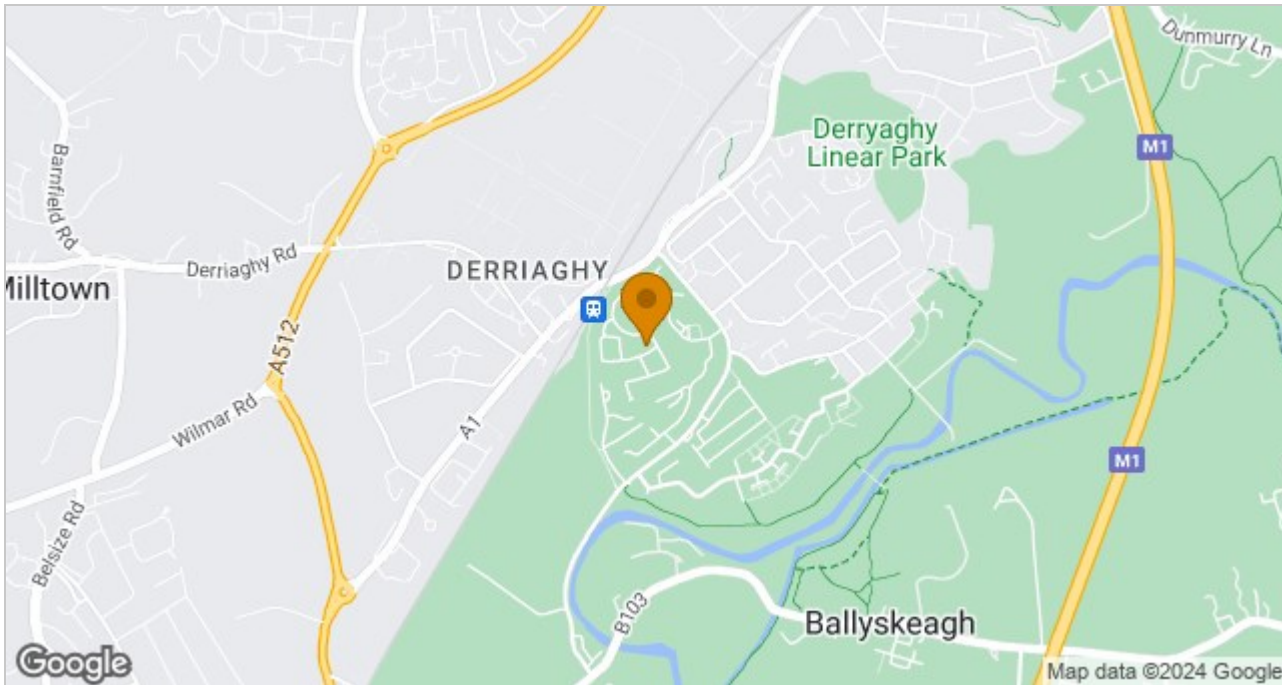 Dunmurry Ln
Derryaghy
Linear Park
M1
Barnfield Rd
Derriaghy Rd
DERRIAGHY
Milltown
A512
Wilmar Rd
A1
M1
Belsize Rd
B103
Ballyskeagh
Google
Map data ©2024 Google